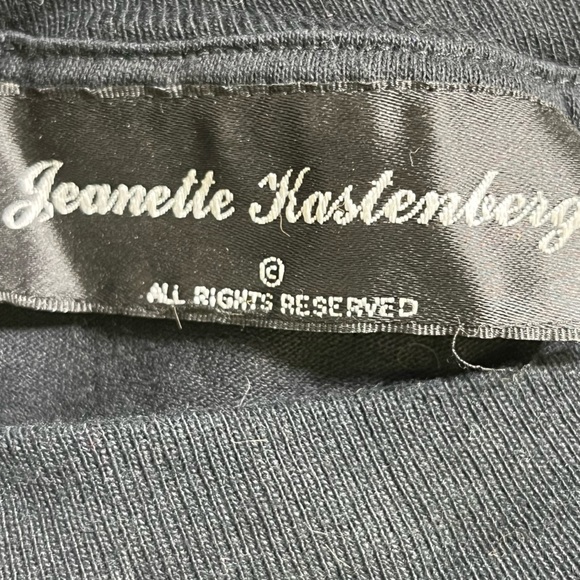 Jeanette Kastenberg
©
ALL RIGHTS RESERVED